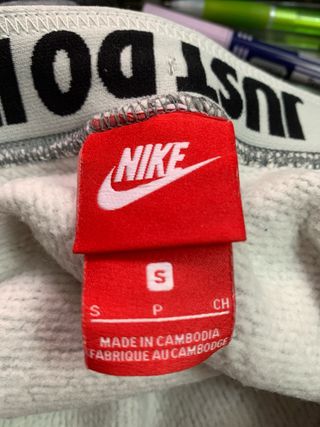 JUST DO I
NIKE
S
S P CH
MADE IN CAMBODIA
FABRIQUE AU CAMBODGE